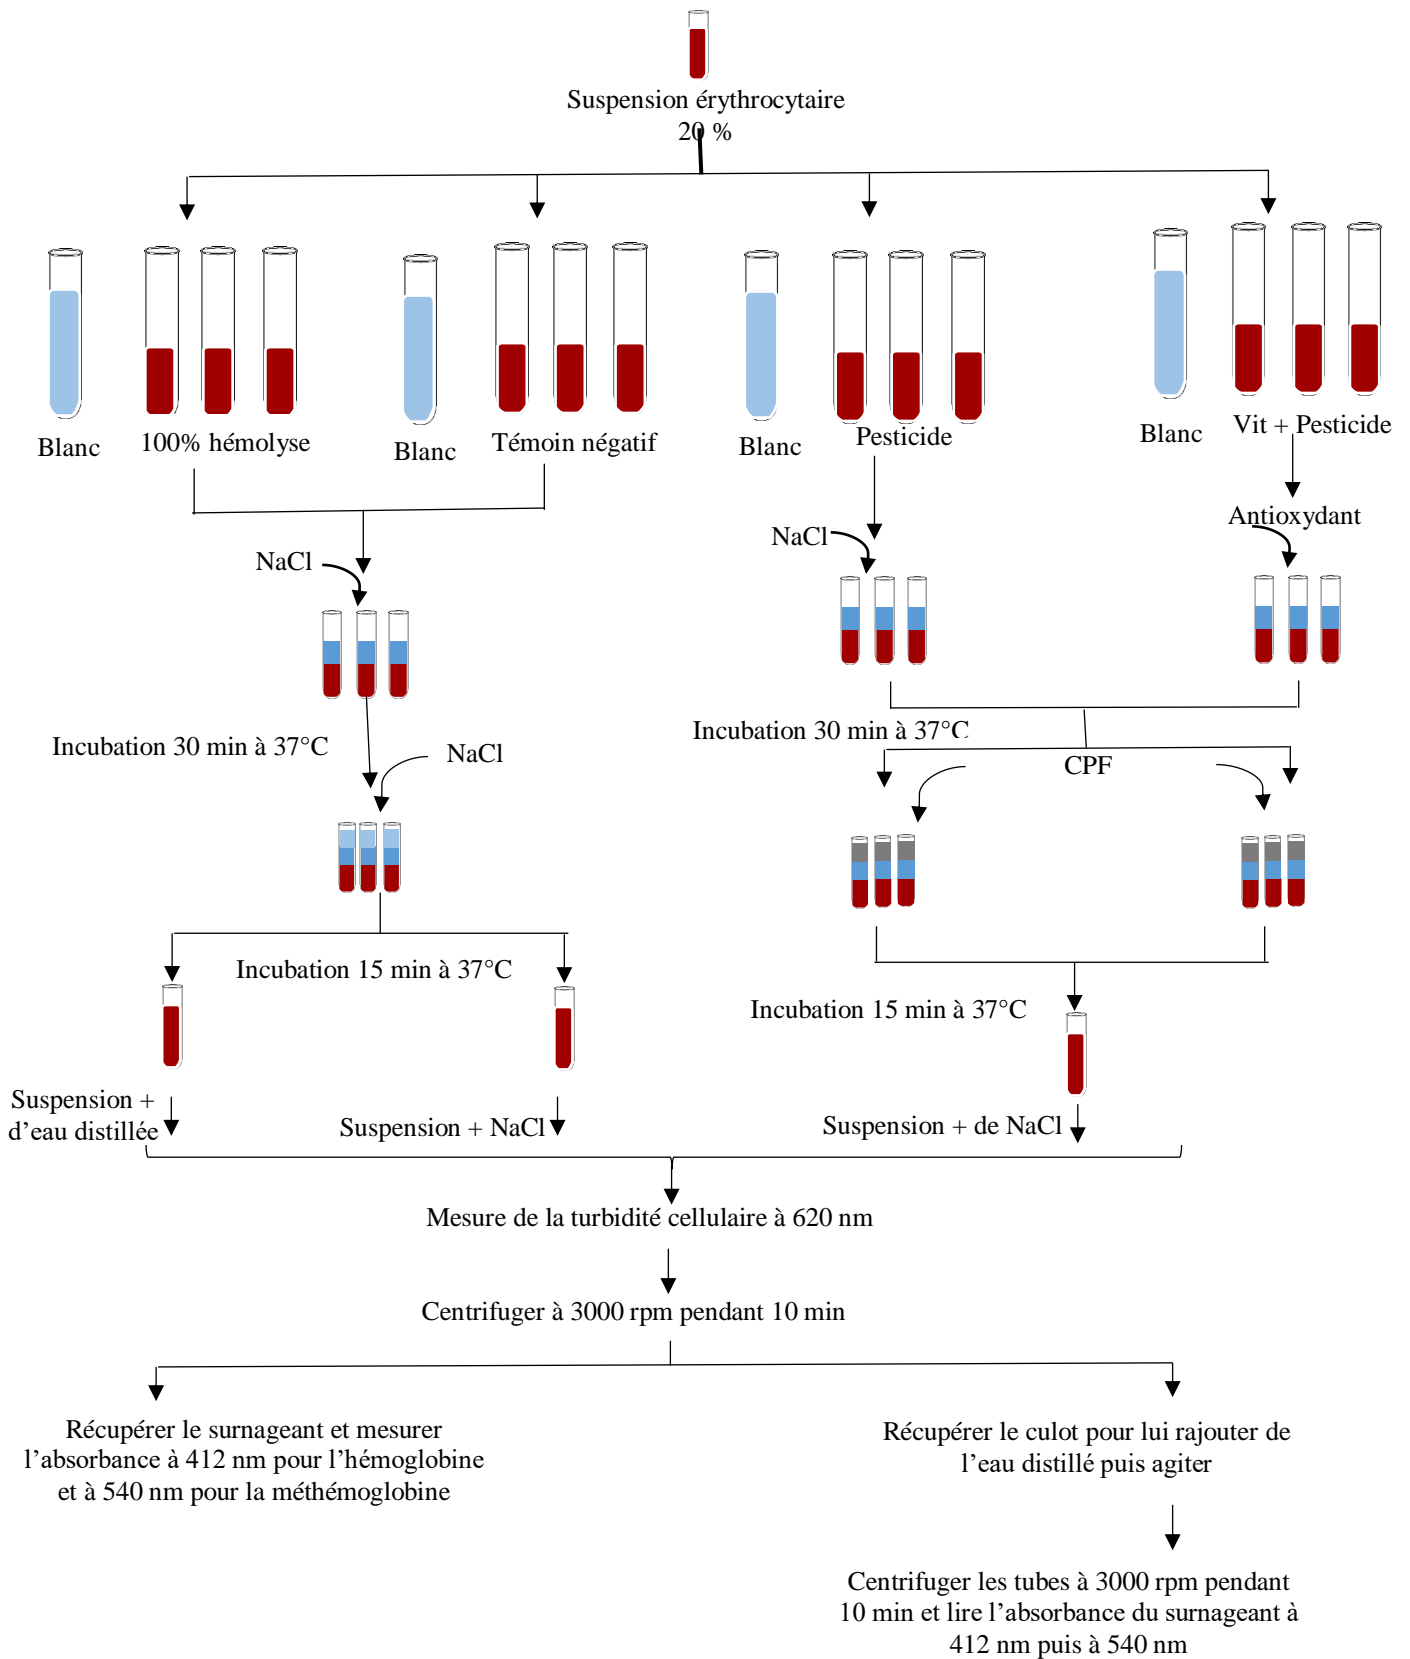 Suspension érythrocytaire
20 %
Blanc
100% hémolyse
Blanc
Témoin négatif
Blanc
Pesticide
Blanc
Vit + Pesticide
Antioxydant
NaCl
NaCl
Incubation 30 min à 37°C
NaCl
Incubation 30 min à 37°C
CPF
Incubation 15 min à 37°C
Incubation 15 min à 37°C
Suspension +
d’eau distillée
Suspension + NaCl
Suspension + de NaCl
Mesure de la turbidité cellulaire à 620 nm
Centrifuger à 3000 rpm pendant 10 min
Récupérer le surnageant et mesurer
l’absorbance à 412 nm pour l’hémoglobine
et à 540 nm pour la méthémoglobine
Récupérer le culot pour lui rajouter de
l’eau distillé puis agiter
Centrifuger les tubes à 3000 rpm pendant
10 min et lire l’absorbance du surnageant à
412 nm puis à 540 nm